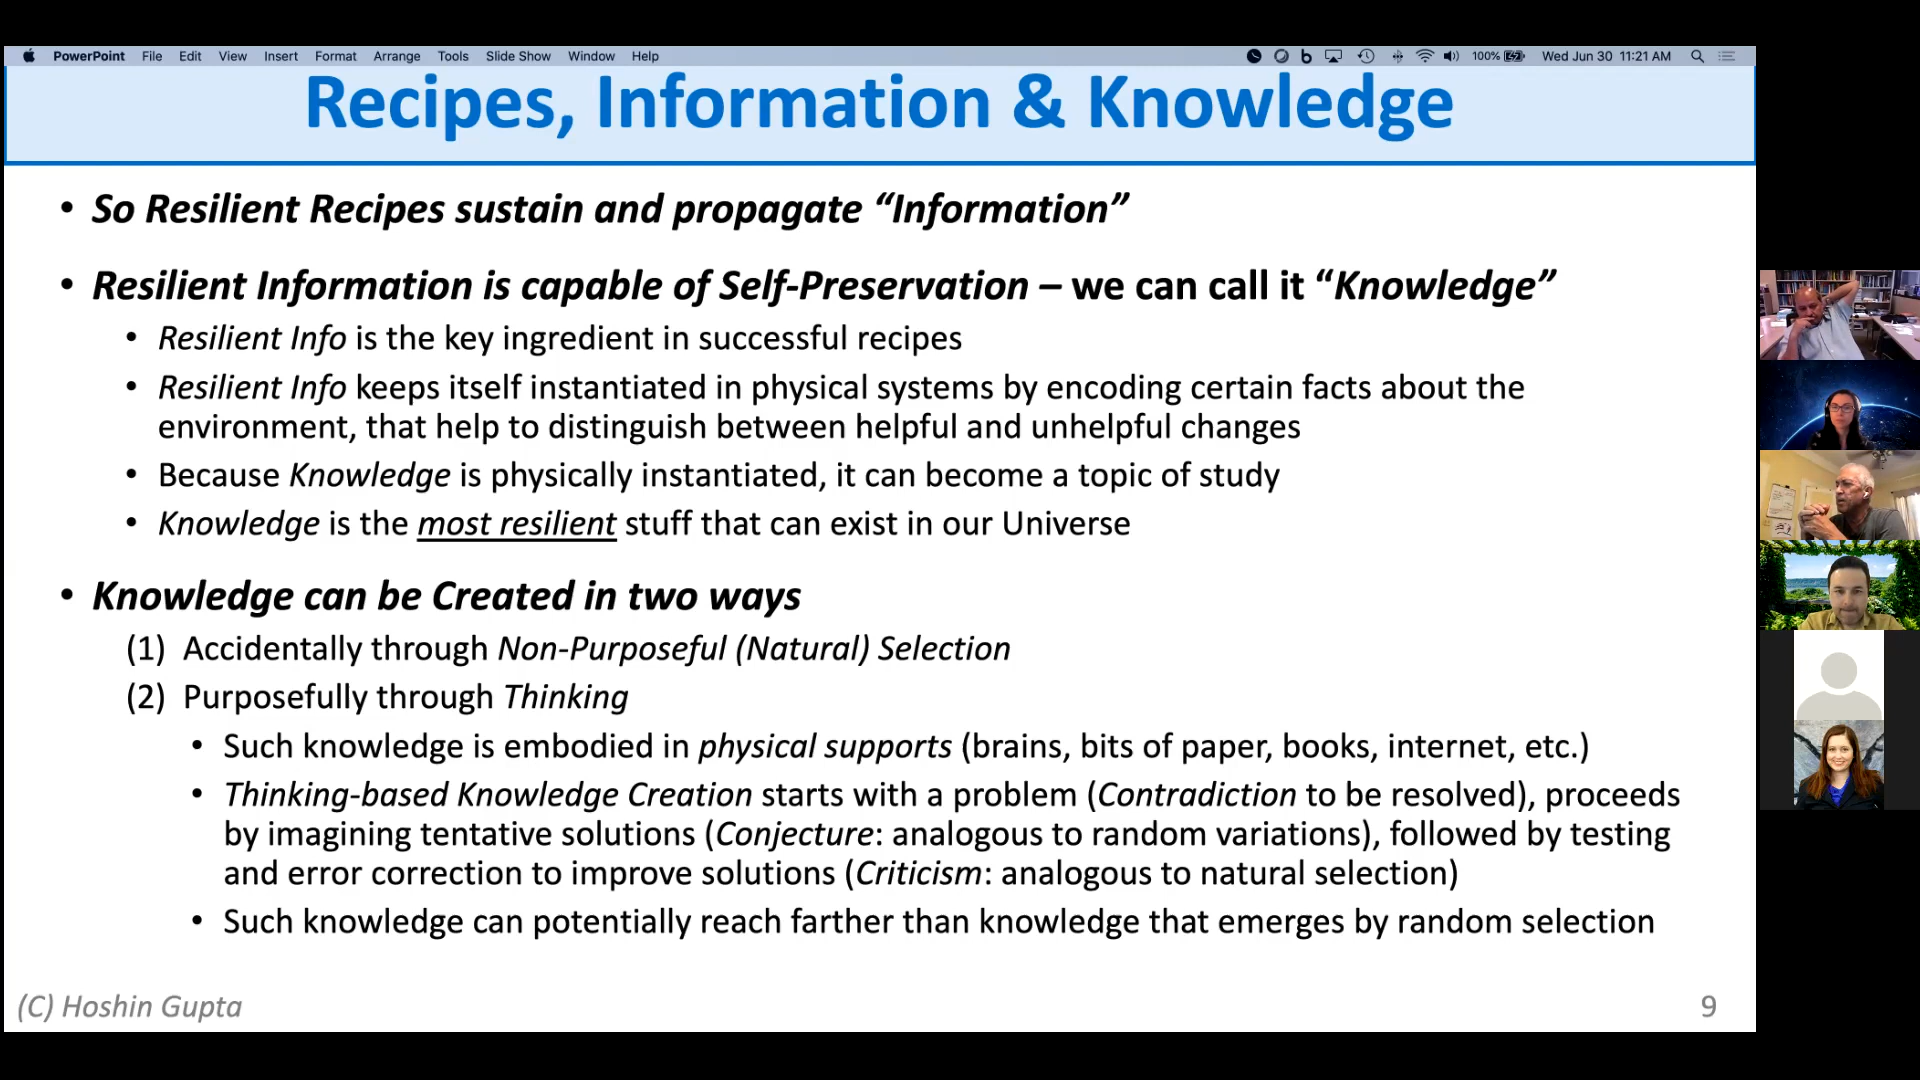 PowerPoint File Edit View Insert Format Arrange Tools Slide Show Window Help 100% Wed Jun 30 11:21 AM
Recipes, Information & Knowledge
• So Resilient Recipes sustain and propagate “Information”
• Resilient Information is capable of Self-Preservation – we can call it “Knowledge”
• Resilient Info is the key ingredient in successful recipes
• Resilient Info keeps itself instantiated in physical systems by encoding certain facts about the
environment, that help to distinguish between helpful and unhelpful changes
• Because Knowledge is physically instantiated, it can become a topic of study
• Knowledge is the most resilient stuff that can exist in our Universe
• Knowledge can be Created in two ways
(1) Accidentally through Non-Purposeful (Natural) Selection
(2) Purposefully through Thinking
• Such knowledge is embodied in physical supports (brains, bits of paper, books, internet, etc.)
• Thinking-based Knowledge Creation starts with a problem (Contradiction to be resolved), proceeds
by imagining tentative solutions (Conjecture: analogous to random variations), followed by testing
and error correction to improve solutions (Criticism: analogous to natural selection)
• Such knowledge can potentially reach farther than knowledge that emerges by random selection
(C) Hoshin Gupta
9